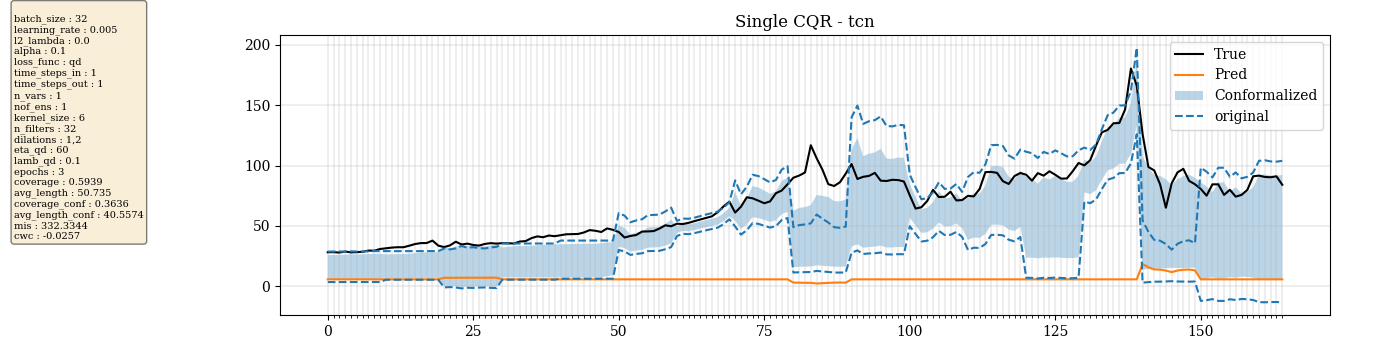 batch_size : 32
learning_rate : 0.005
l2_lambda : 0.0
alpha : 0.1
loss_func : qd
time_steps_in : 1
time_steps_out : 1
n_vars : 1
nof_ens : 1
kernel_size : 6
n_filters : 32
dilations : 1,2
eta_qd : 60
lamb_qd : 0.1
epochs : 3
coverage : 0.5939
avg_length : 50.735
coverage_conf : 0.3636
avg_length_conf : 40.5574
mis : 332.3344
cwc : -0.0257
Single CQR - tcn
200
150
100
50
0
True
Pred
Conformalized
original
0 25 50 75 100 125 150